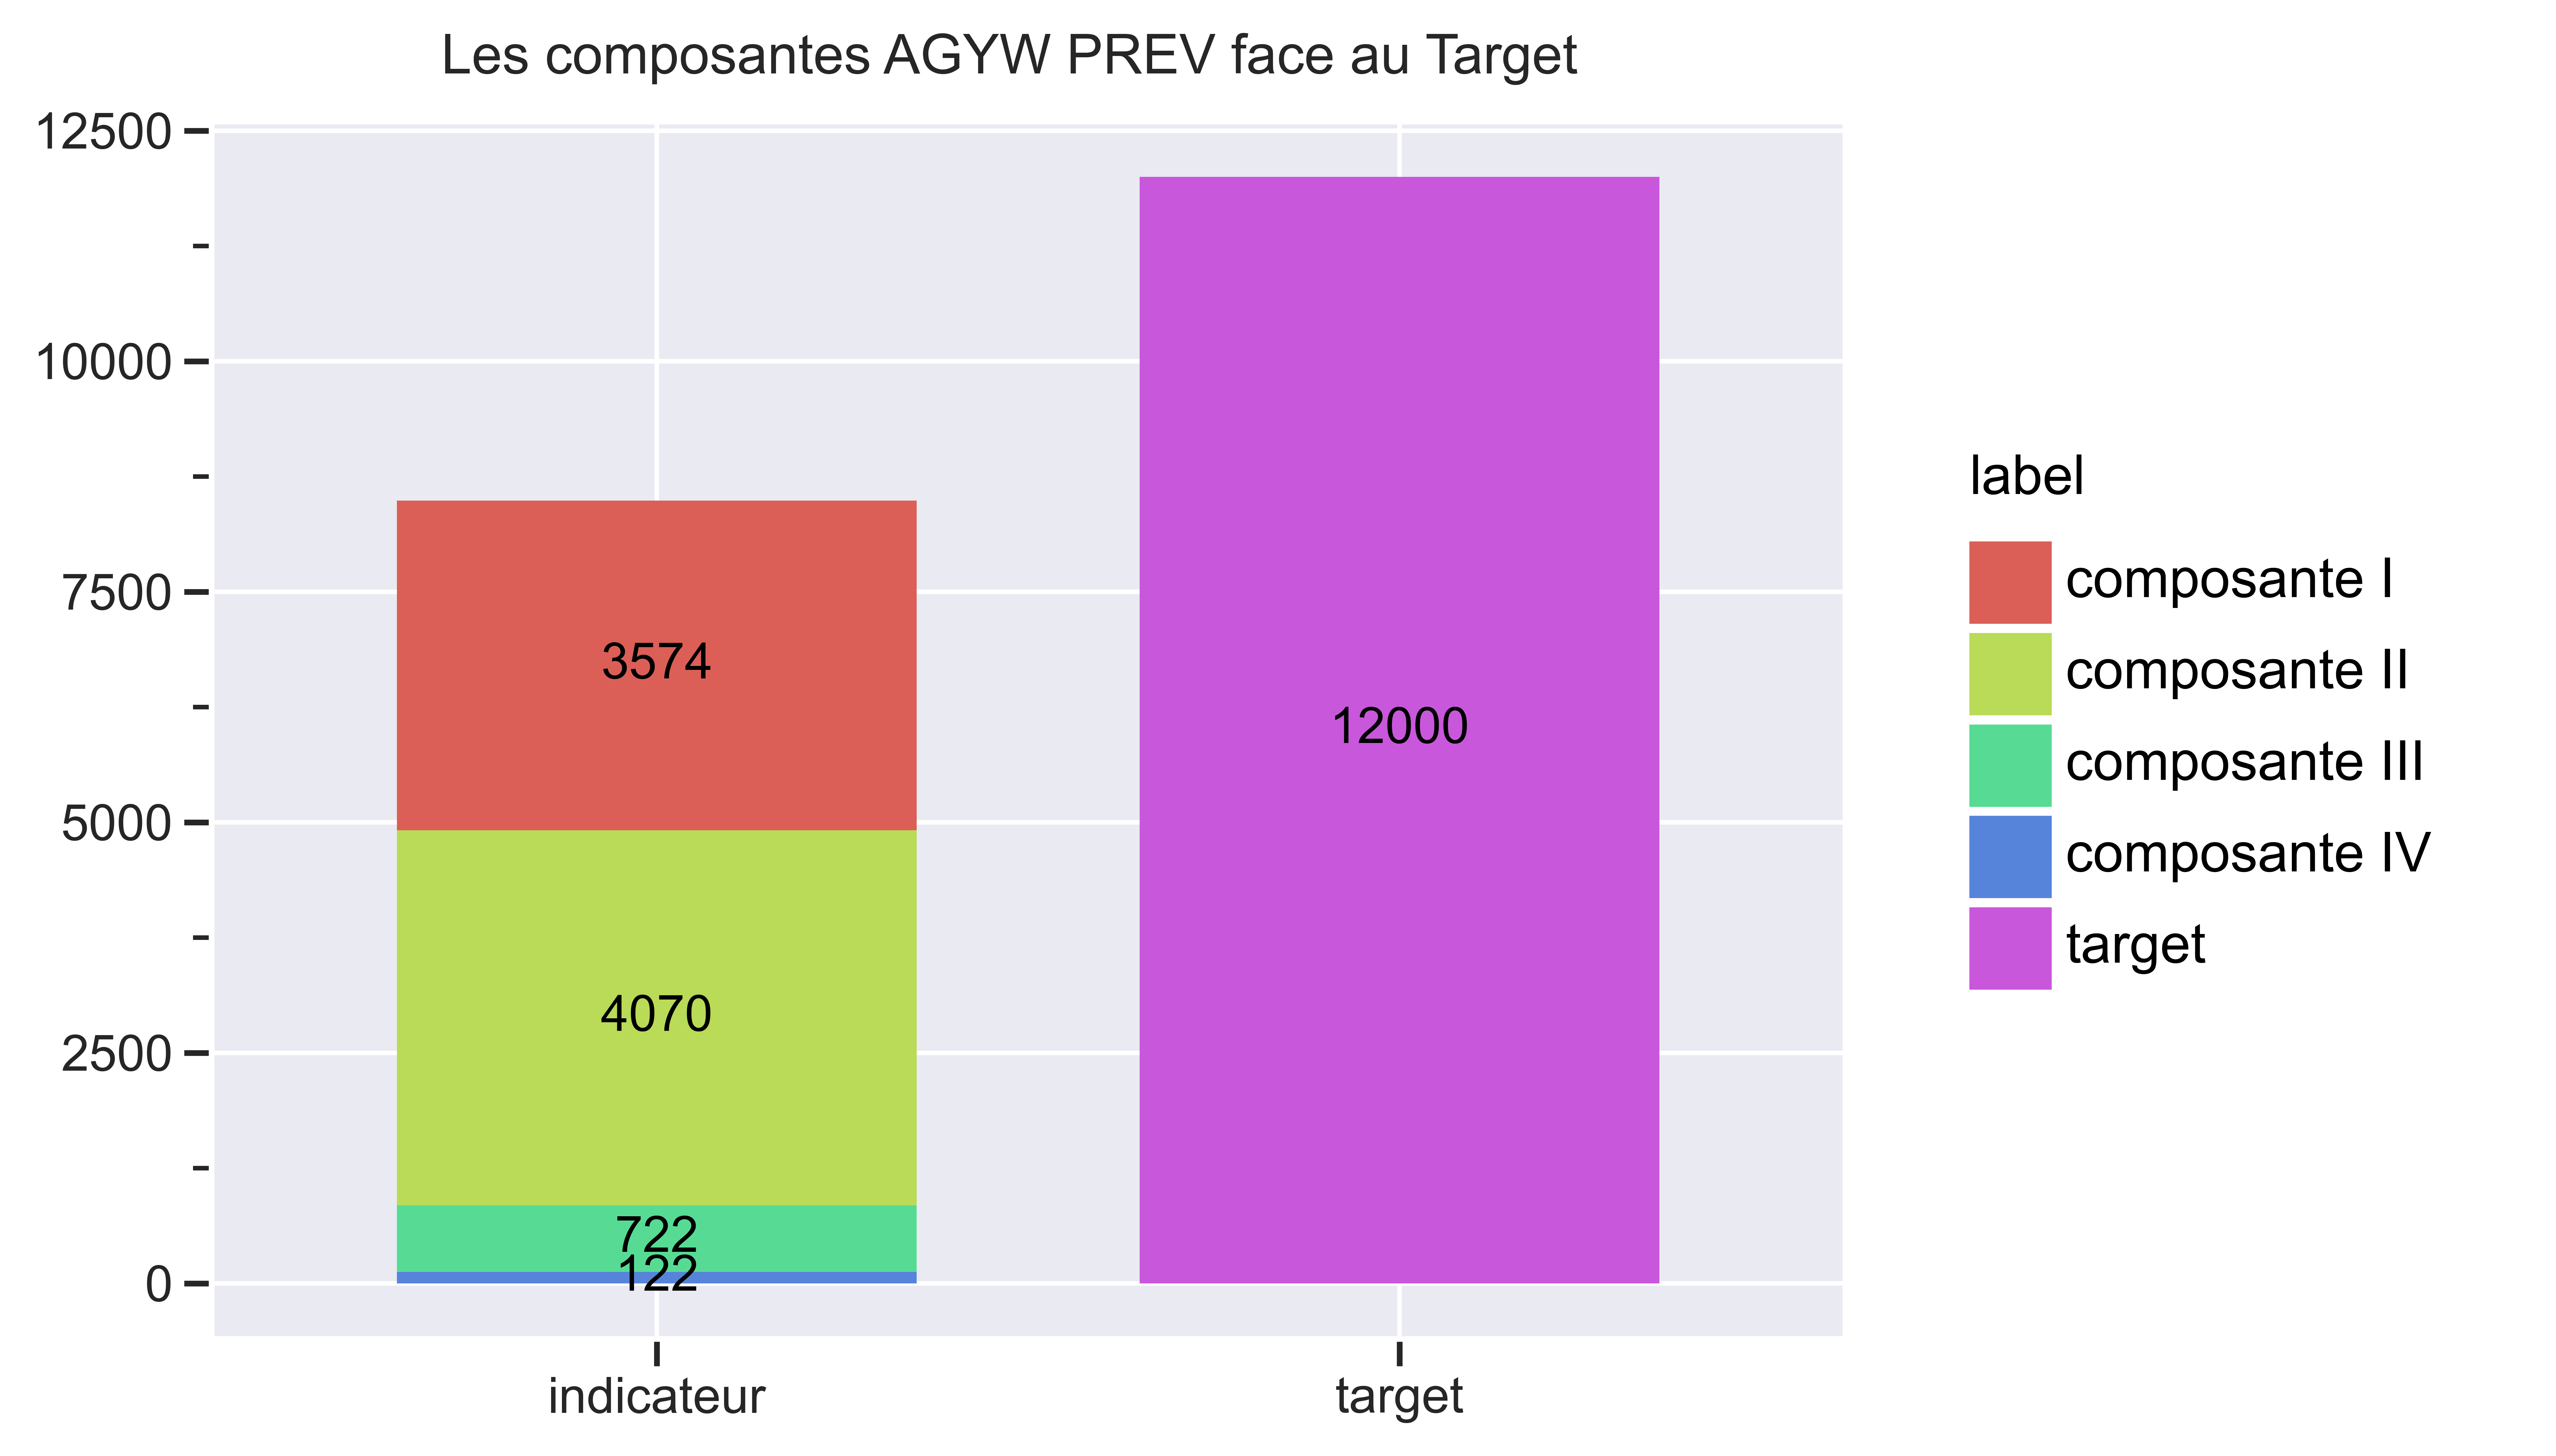 Les composantes AGYW PREV face au Target
12500
10000
7500
5000
2500
0
3574
4070
722
122
12000
indicateur
target
label
composante I
composante II
composante III
composante IV
target